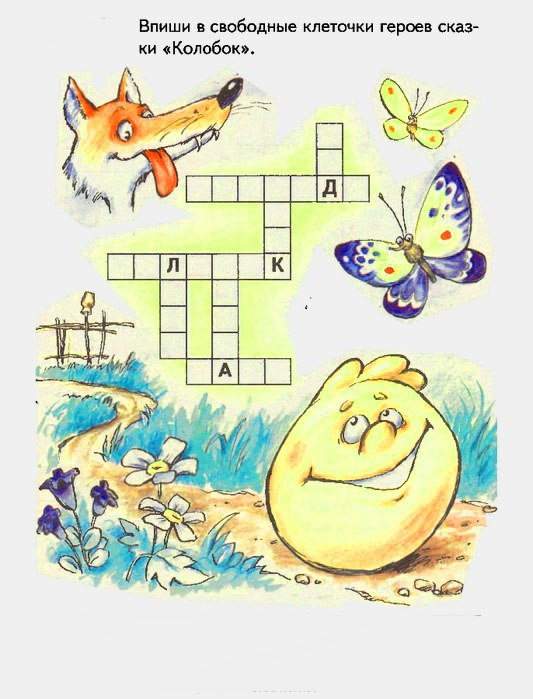 Впиши в свободные клеточки героев сказ-
ки «Колобок».
Д
Л К
А